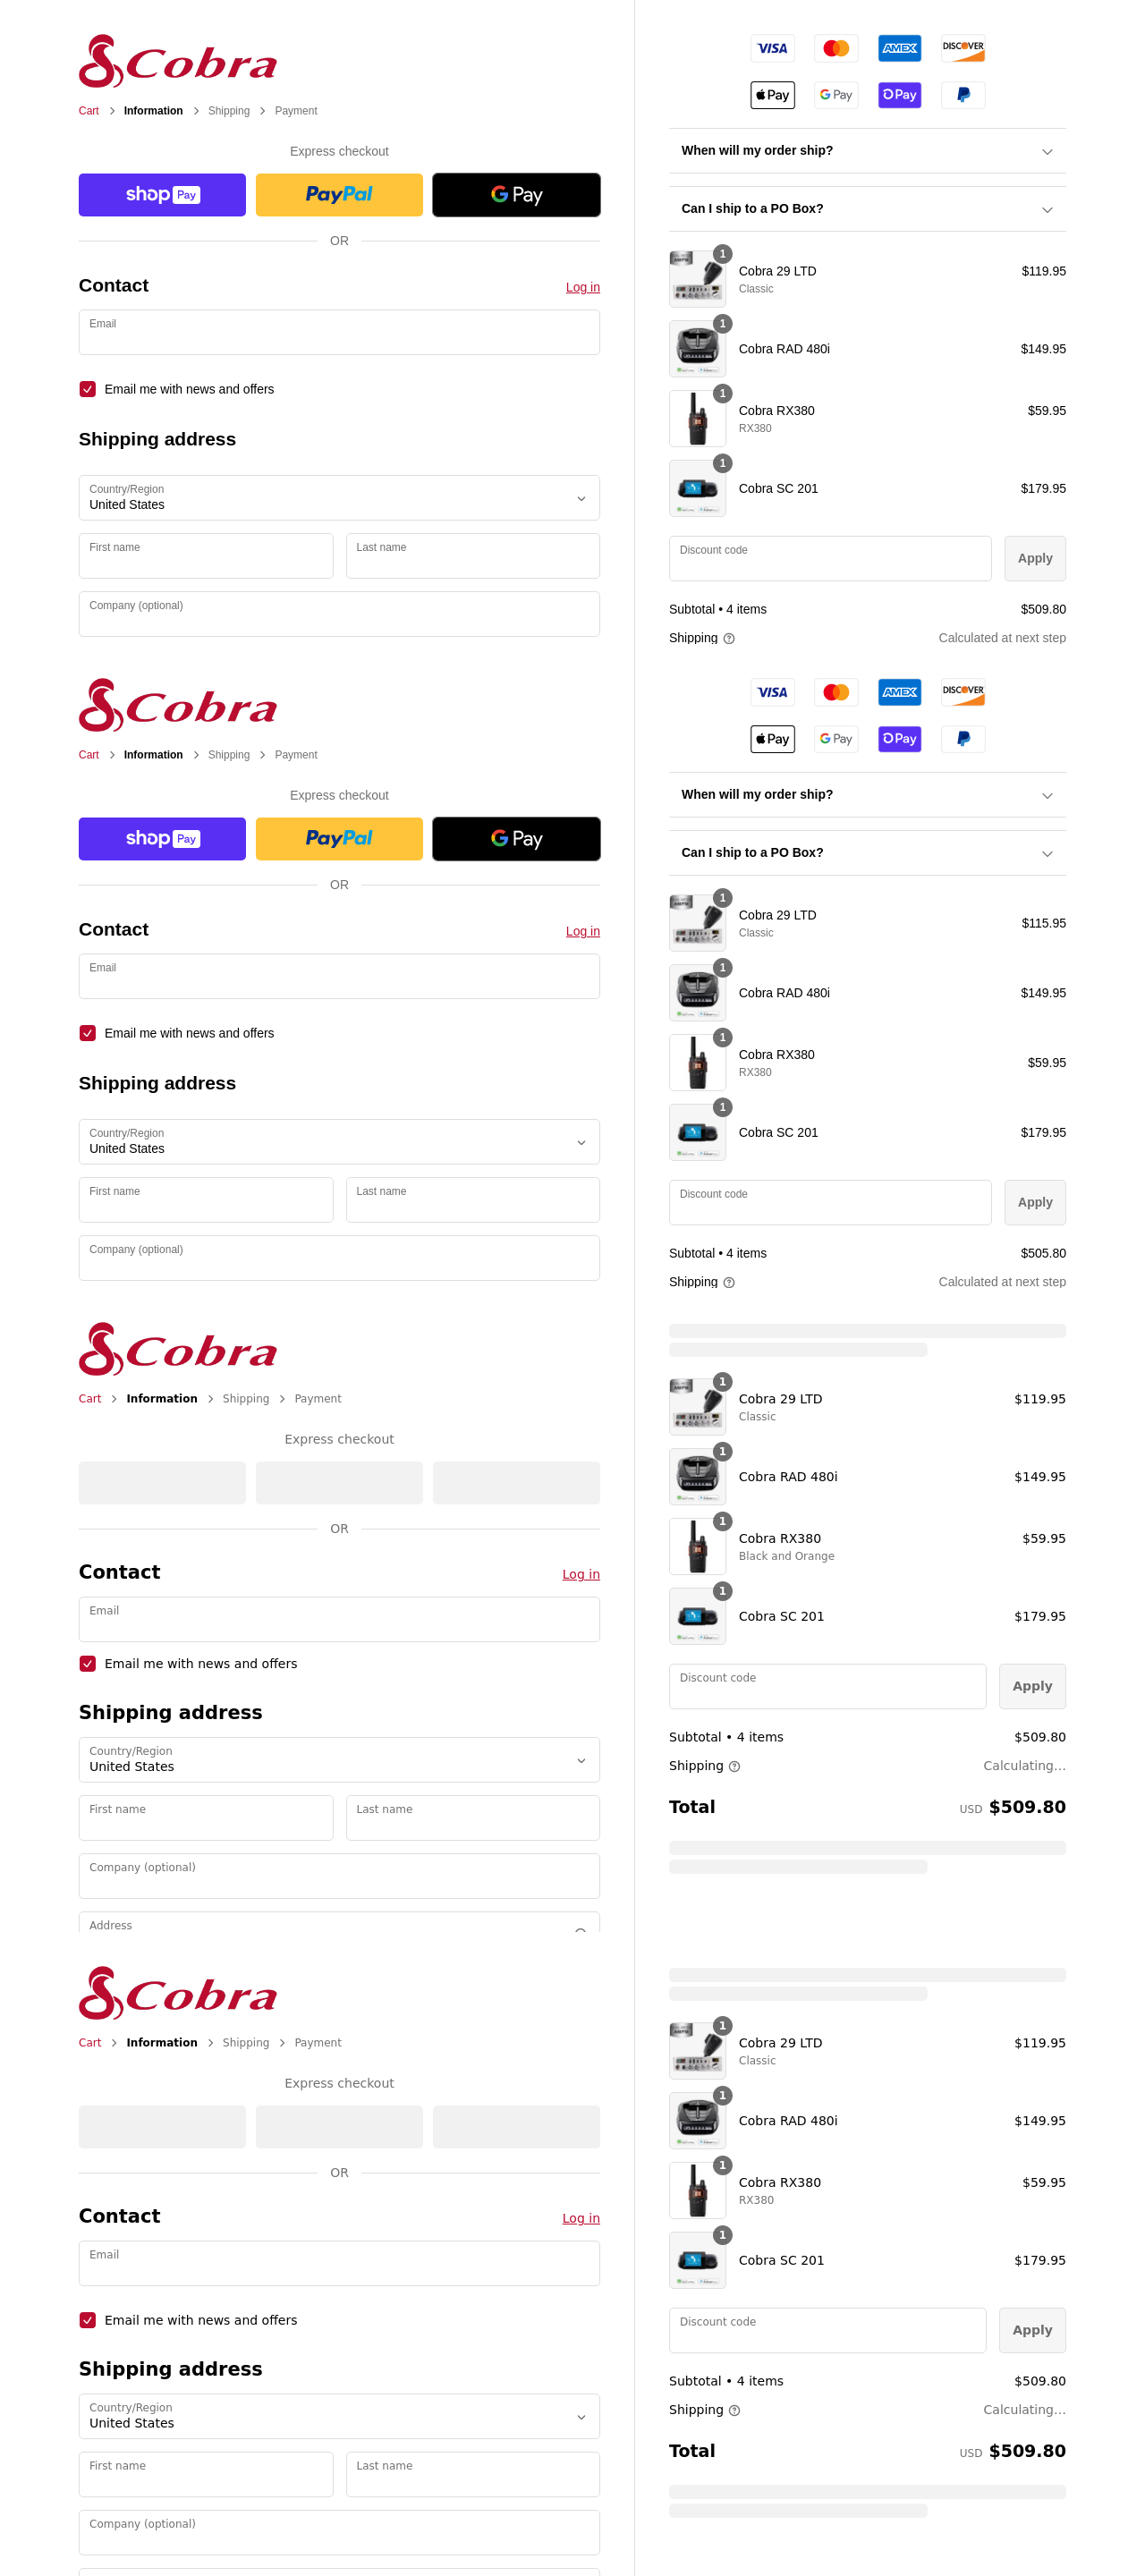 Cobra
Cart > Information > Shipping > Payment
Express checkout
shop Pay
PayPal
G Pay
OR
Contact
Log in
Email
Email me with news and offers
Shipping address
Country/Region
United States
First name
Last name
Company (optional)
VISA
AMEX
DISCOVER
Pay
G Pay
Pay
When will my order ship?
Can I ship to a PO Box?
1
Cobra 29 LTD
$119.95
Classic
1
Cobra RAD 480i
$149.95
1
Cobra RX380
$59.95
RX380
1
Cobra SC 201
$179.95
Discount code
Apply
Subtotal • 4 items
$509.80
Shipping
Calculated at next step
Cobra
Cart > Information > Shipping > Payment
Express checkout
shop Pay
PayPal
G Pay
OR
Contact
Log in
Email
Email me with news and offers
Shipping address
Country/Region
United States
First name
Last name
Company (optional)
VISA
AMEX
DISCOVER
Pay
G Pay
Pay
When will my order ship?
Can I ship to a PO Box?
1
Cobra 29 LTD
$115.95
Classic
1
Cobra RAD 480i
$149.95
1
Cobra RX380
$59.95
RX380
1
Cobra SC 201
$179.95
Discount code
Apply
Subtotal • 4 items
$505.80
Shipping
Calculated at next step
Cobra
Cart > Information > Shipping > Payment
Express checkout
OR
Contact
Log in
Email
Email me with news and offers
Shipping address
Country/Region
United States
First name
Last name
Company (optional)
Address
1
Cobra 29 LTD
$119.95
Classic
1
Cobra RAD 480i
$149.95
1
Cobra RX380
$59.95
Black and Orange
1
Cobra SC 201
$179.95
Discount code
Apply
Subtotal • 4 items
$509.80
Shipping
Calculating...
Total
USD $509.80
Cobra
Cart > Information > Shipping > Payment
Express checkout
OR
Contact
Log in
Email
Email me with news and offers
Shipping address
Country/Region
United States
First name
Last name
Company (optional)
1
Cobra 29 LTD
$119.95
Classic
1
Cobra RAD 480i
$149.95
1
Cobra RX380
$59.95
RX380
1
Cobra SC 201
$179.95
Discount code
Apply
Subtotal • 4 items
$509.80
Shipping
Calculating...
Total
USD $509.80